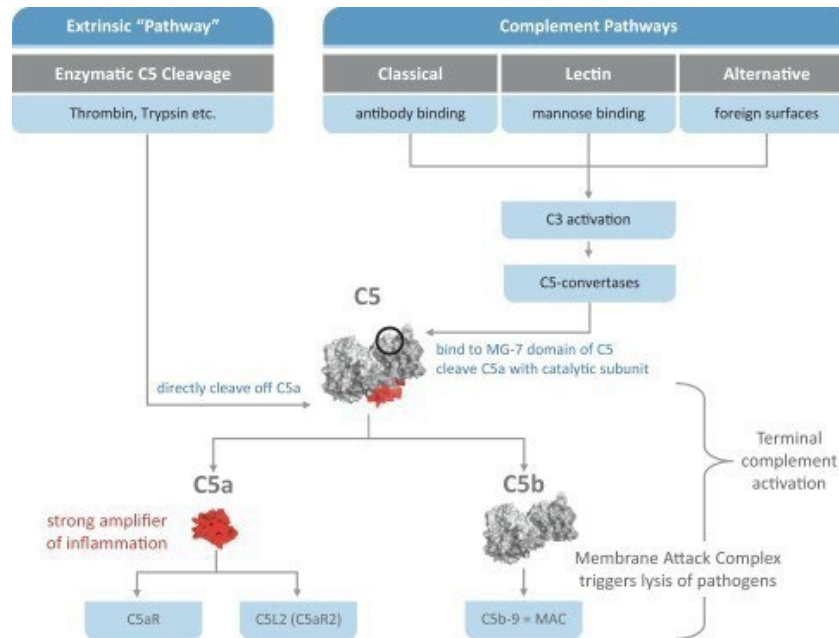 Extrinsic “Pathway”
Enzymatic C5 Cleavage
Thrombin, Trypsin etc.
Complement Pathways
Classical
Lectin
Alternative
antibody binding
mannose binding
foreign surfaces
C3 activation
C5-convertases
C5
bind to MG-7 domain of C5
cleave C5a with catalytic subunit
directly cleave off C5a
Terminal
complement
activation
C5a
C5b
strong amplifier
of inflammation
Membrane Attack Complex
triggers lysis of pathogens
C5aR
C5L2 (C5aR2)
C5b-9 = MAC